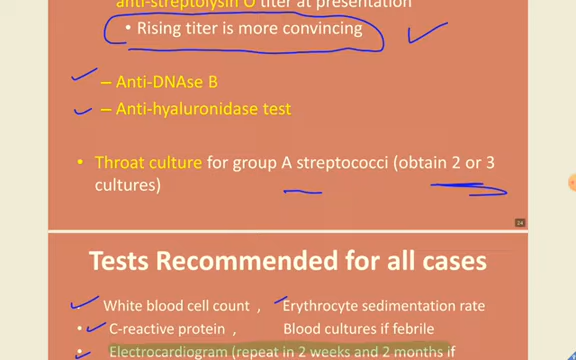 anti-streptolysin O titer at presentation
• Rising titer is more convincing
– Anti-DNAse B
– Anti-hyaluronidase test
• Throat culture for group A streptococci (obtain 2 or 3
cultures)
24
Tests Recommended for all cases
• White blood cell count , Erythrocyte sedimentation rate
• C-reactive protein , Blood cultures if febrile
• Electrocardiogram (repeat in 2 weeks and 2 months if